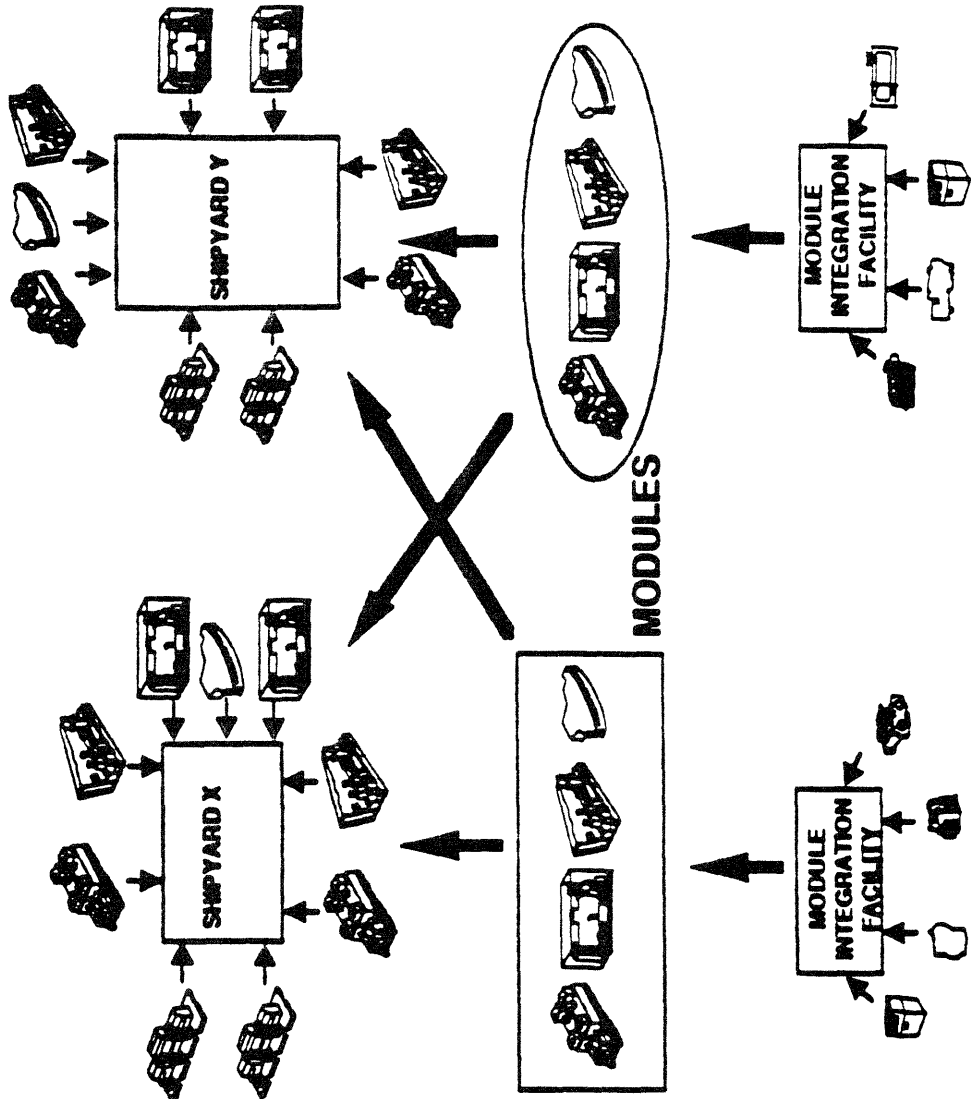 SHIPYARD X
SHIPYARD Y
MODULES
MODULE
INTEGRATION
FACILITY
MODULE
INTEGRATION
FACILITY